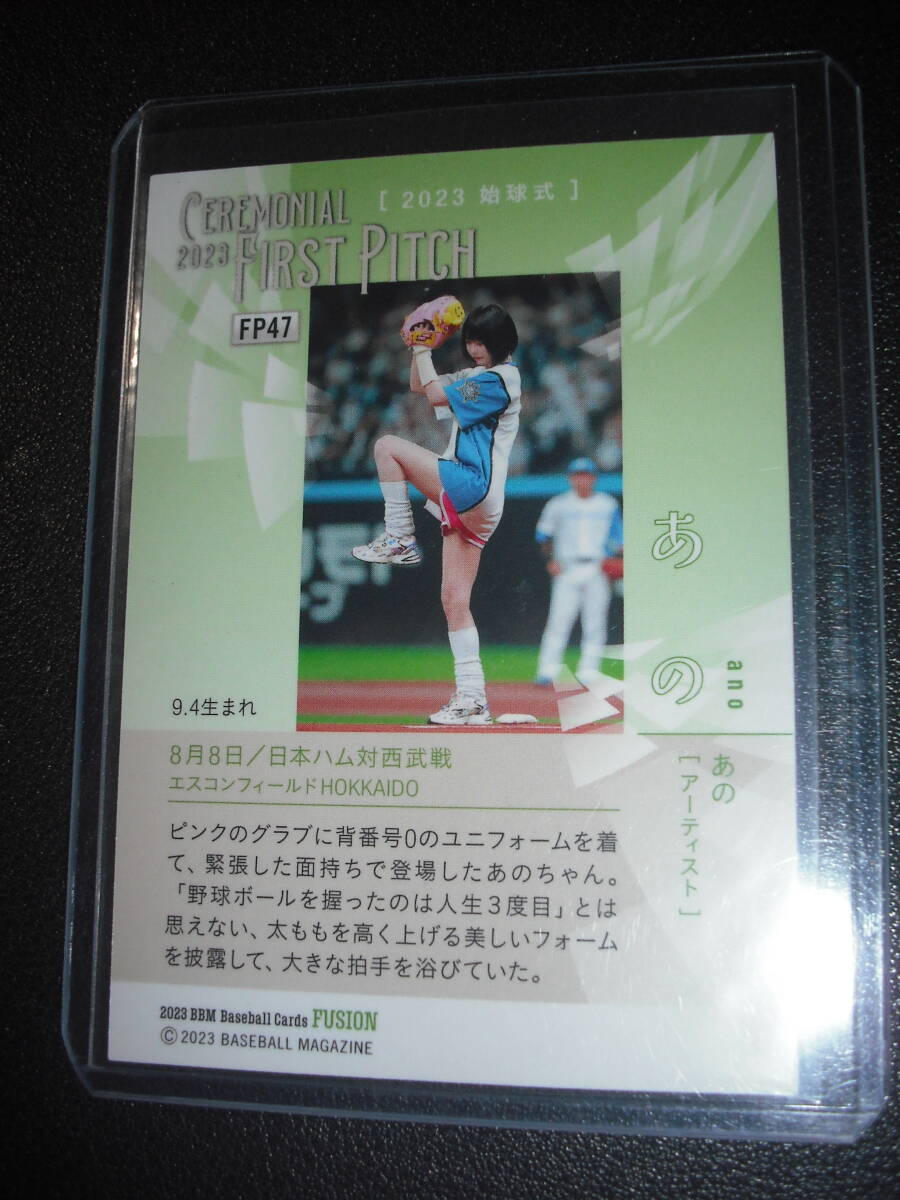 CEREMONIAL
2023 FIRST PITCH
[ 2023 始球式 ]
FP47
あの
ano
あの
[アーティスト]
9.4生まれ
8月8日/日本ハム対西武戦
エスコンフィールドHOKKAIDO
ピンクのグラブに背番号0のユニフォームを着
て、緊張した面持ちで登場したあのちゃん。
「野球ボールを握ったのは人生3度目」とは
思えない、太ももを高く上げる美しいフォーム
を披露して、大きな拍手を浴びていた。
2023 BBM Baseball Cards FUSION
© 2023 BASEBALL MAGAZINE